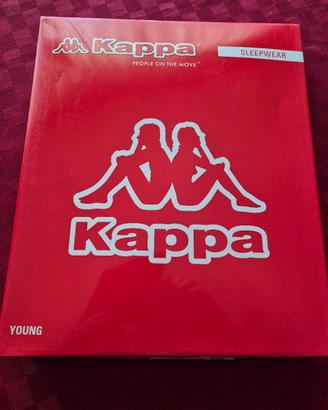 Kappa
PEOPLE ON THE MOVE®
SLEEPWEAR
Kappa
YOUNG